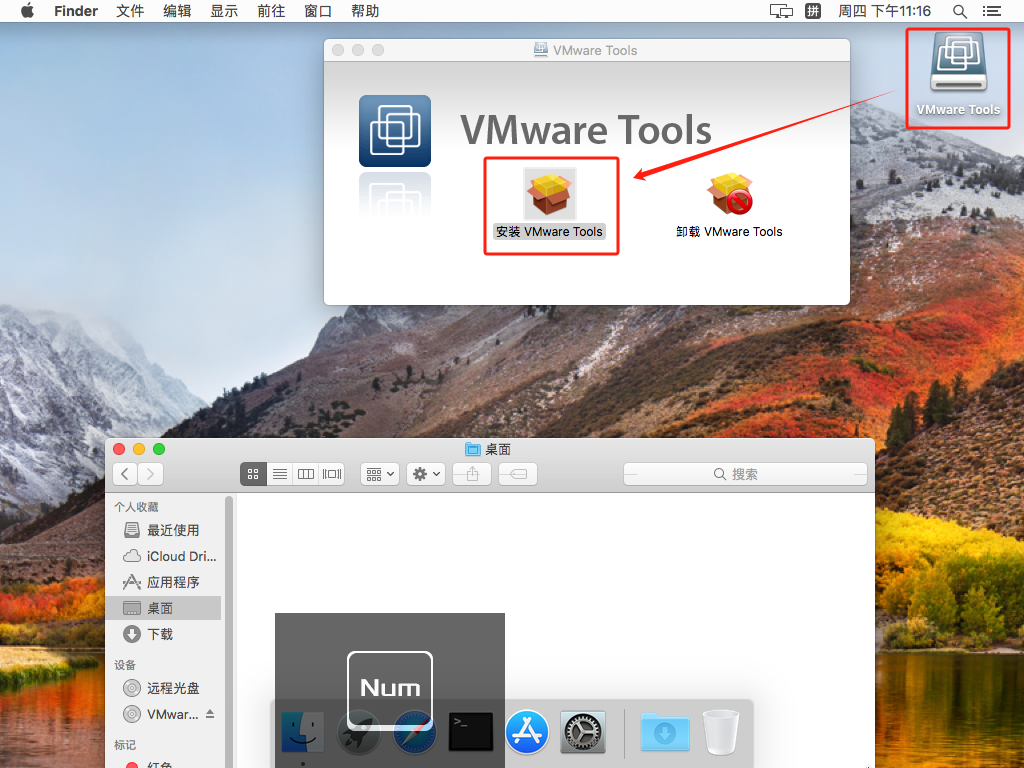 Finder 文件 编辑 显示 前往 窗口 帮助 拼 周四 下午11:16
VMware Tools
VMware Tools
VMware Tools
安装 VMware Tools
卸载 VMware Tools
桌面
搜索
个人收藏
最近使用
iCloud Dri...
应用程序
桌面
下载
设备
远程光盘
VMwar...
标记
红色
Num
>_